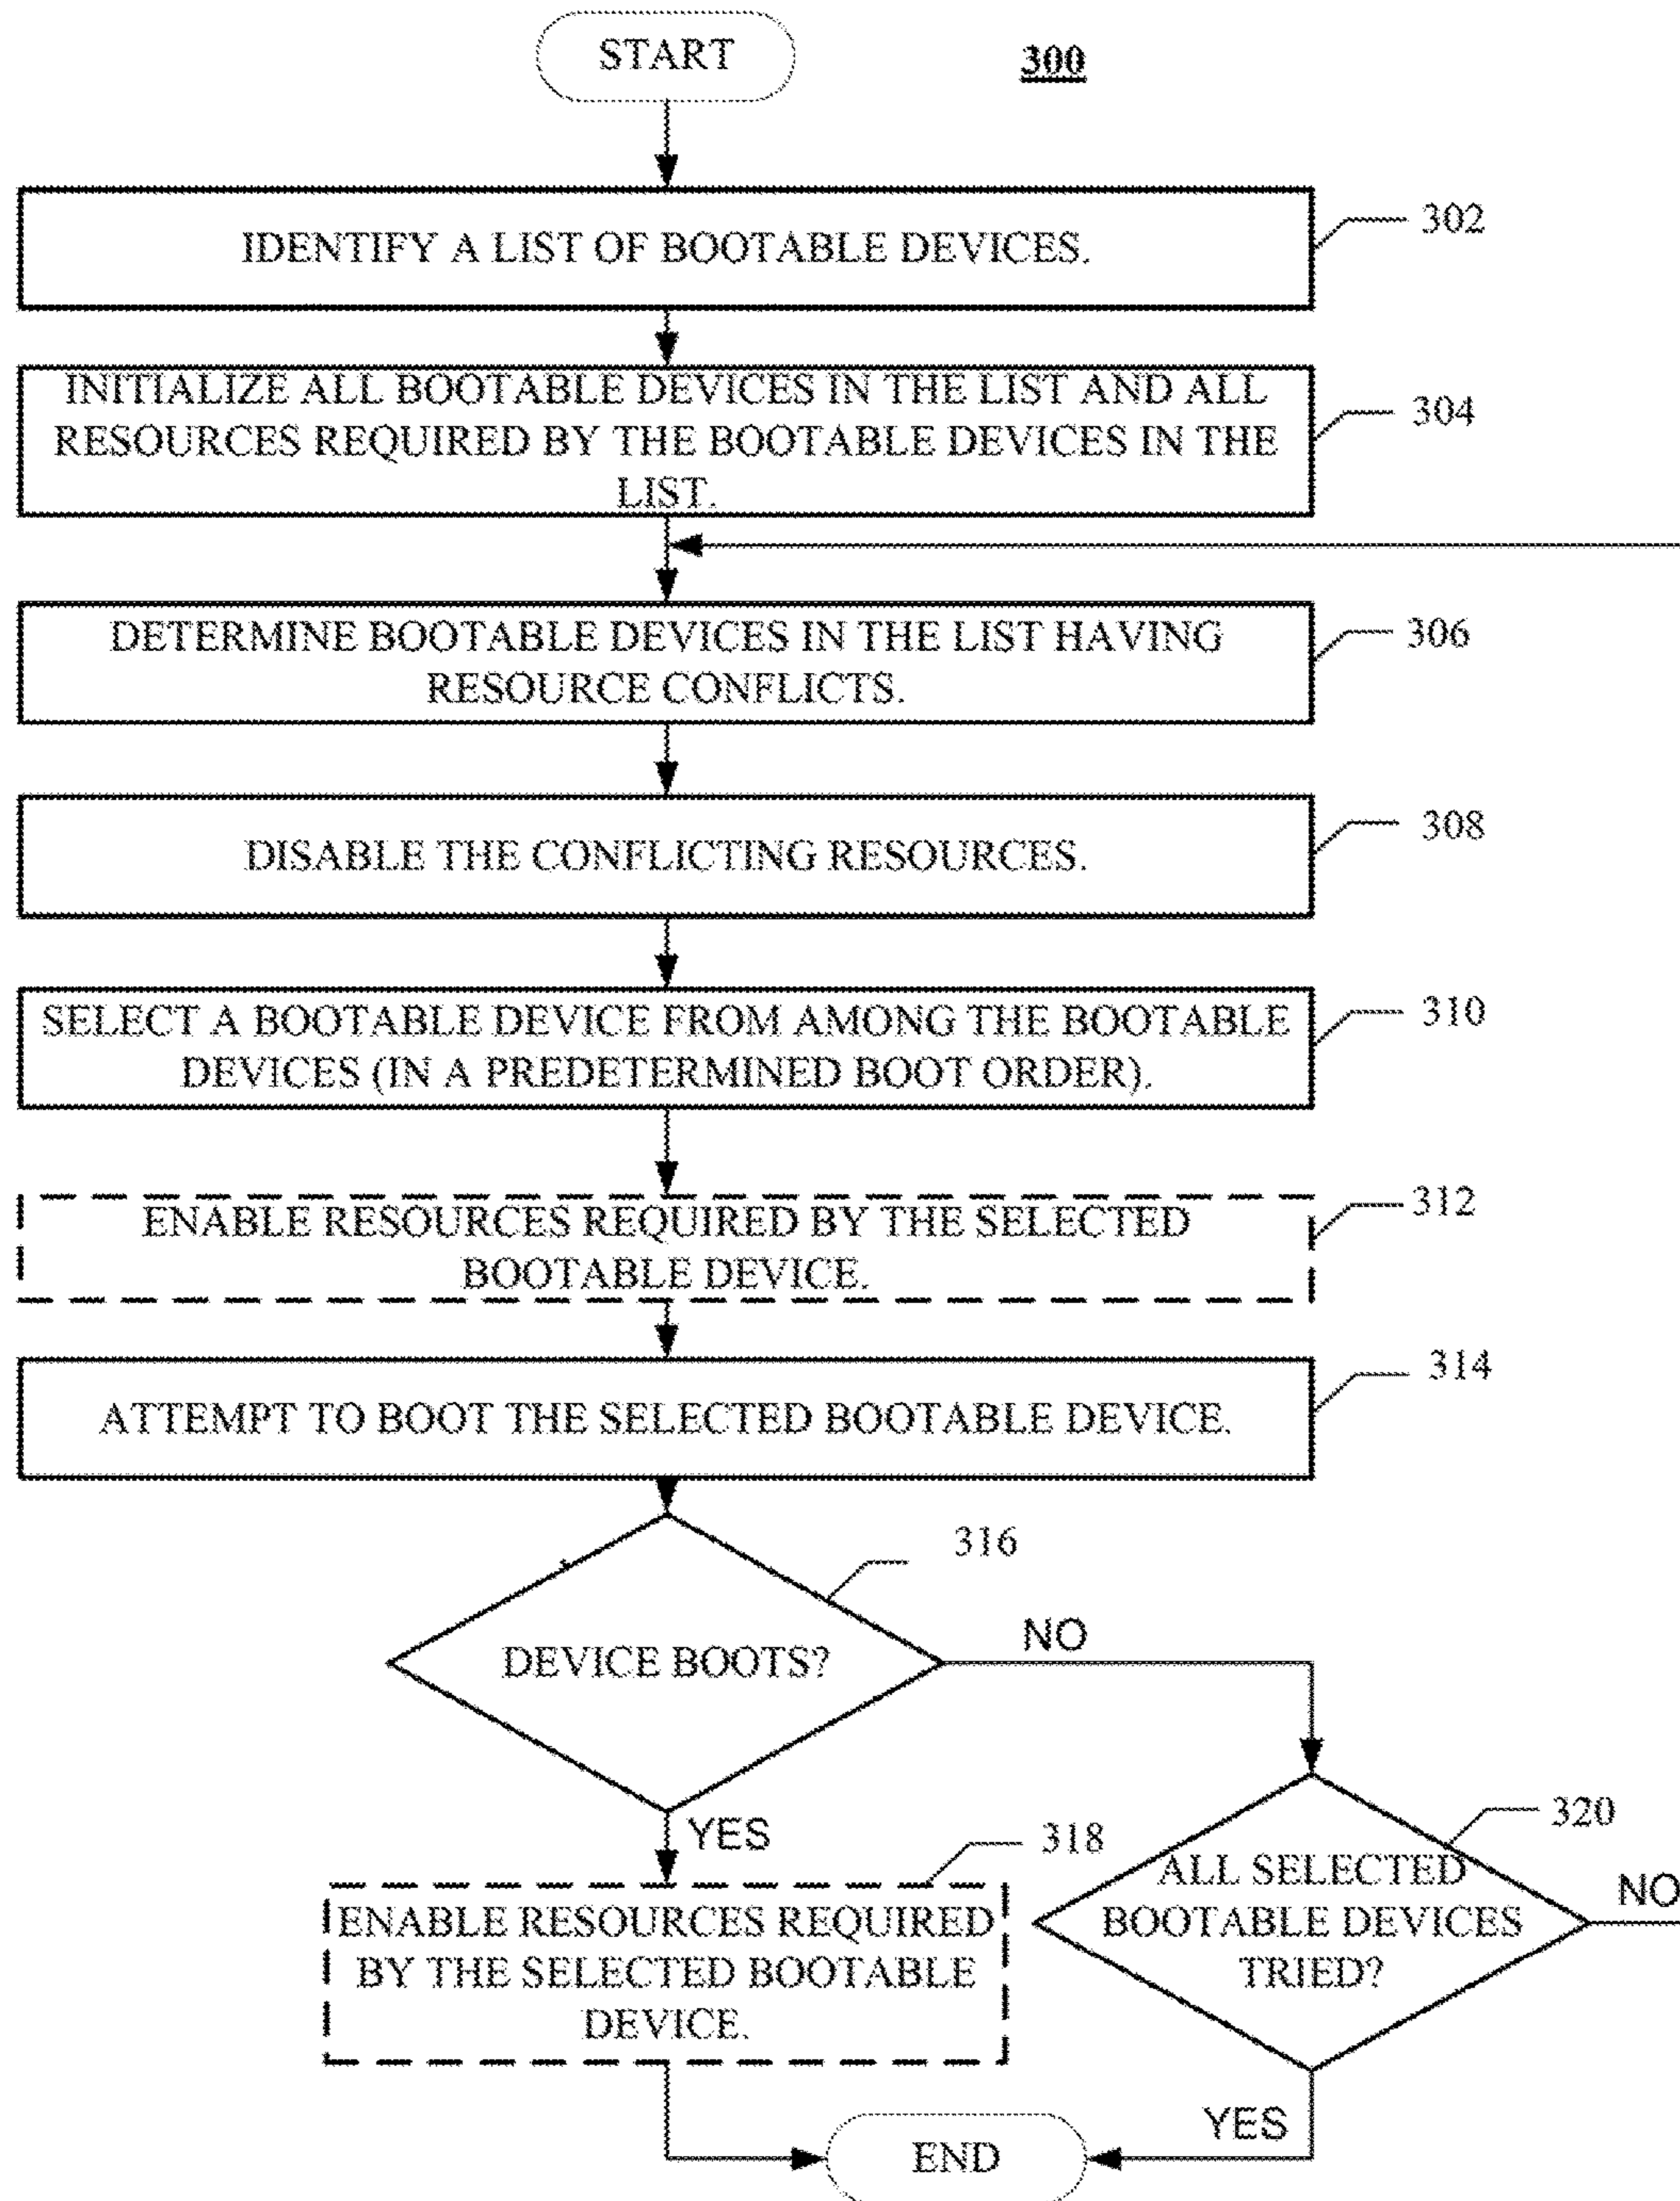 START
300
IDENTIFY A LIST OF BOOTABLE DEVICES.
302
INITIALIZE ALL BOOTABLE DEVICES IN THE LIST AND ALL
RESOURCES REQUIRED BY THE BOOTABLE DEVICES IN THE
LIST.
304
DETERMINE BOOTABLE DEVICES IN THE LIST HAVING
RESOURCE CONFLICTS.
306
DISABLE THE CONFLICTING RESOURCES.
308
SELECT A BOOTABLE DEVICE FROM AMONG THE BOOTABLE
DEVICES (IN A PREDETERMINED BOOT ORDER).
310
ENABLE RESOURCES REQUIRED BY THE SELECTED
BOOTABLE DEVICE.
312
ATTEMPT TO BOOT THE SELECTED BOOTABLE DEVICE.
314
316
DEVICE BOOTS?
NO
YES
318
ENABLE RESOURCES REQUIRED
BY THE SELECTED BOOTABLE
DEVICE.
320
ALL SELECTED
BOOTABLE DEVICES
TRIED?
NO
YES
END